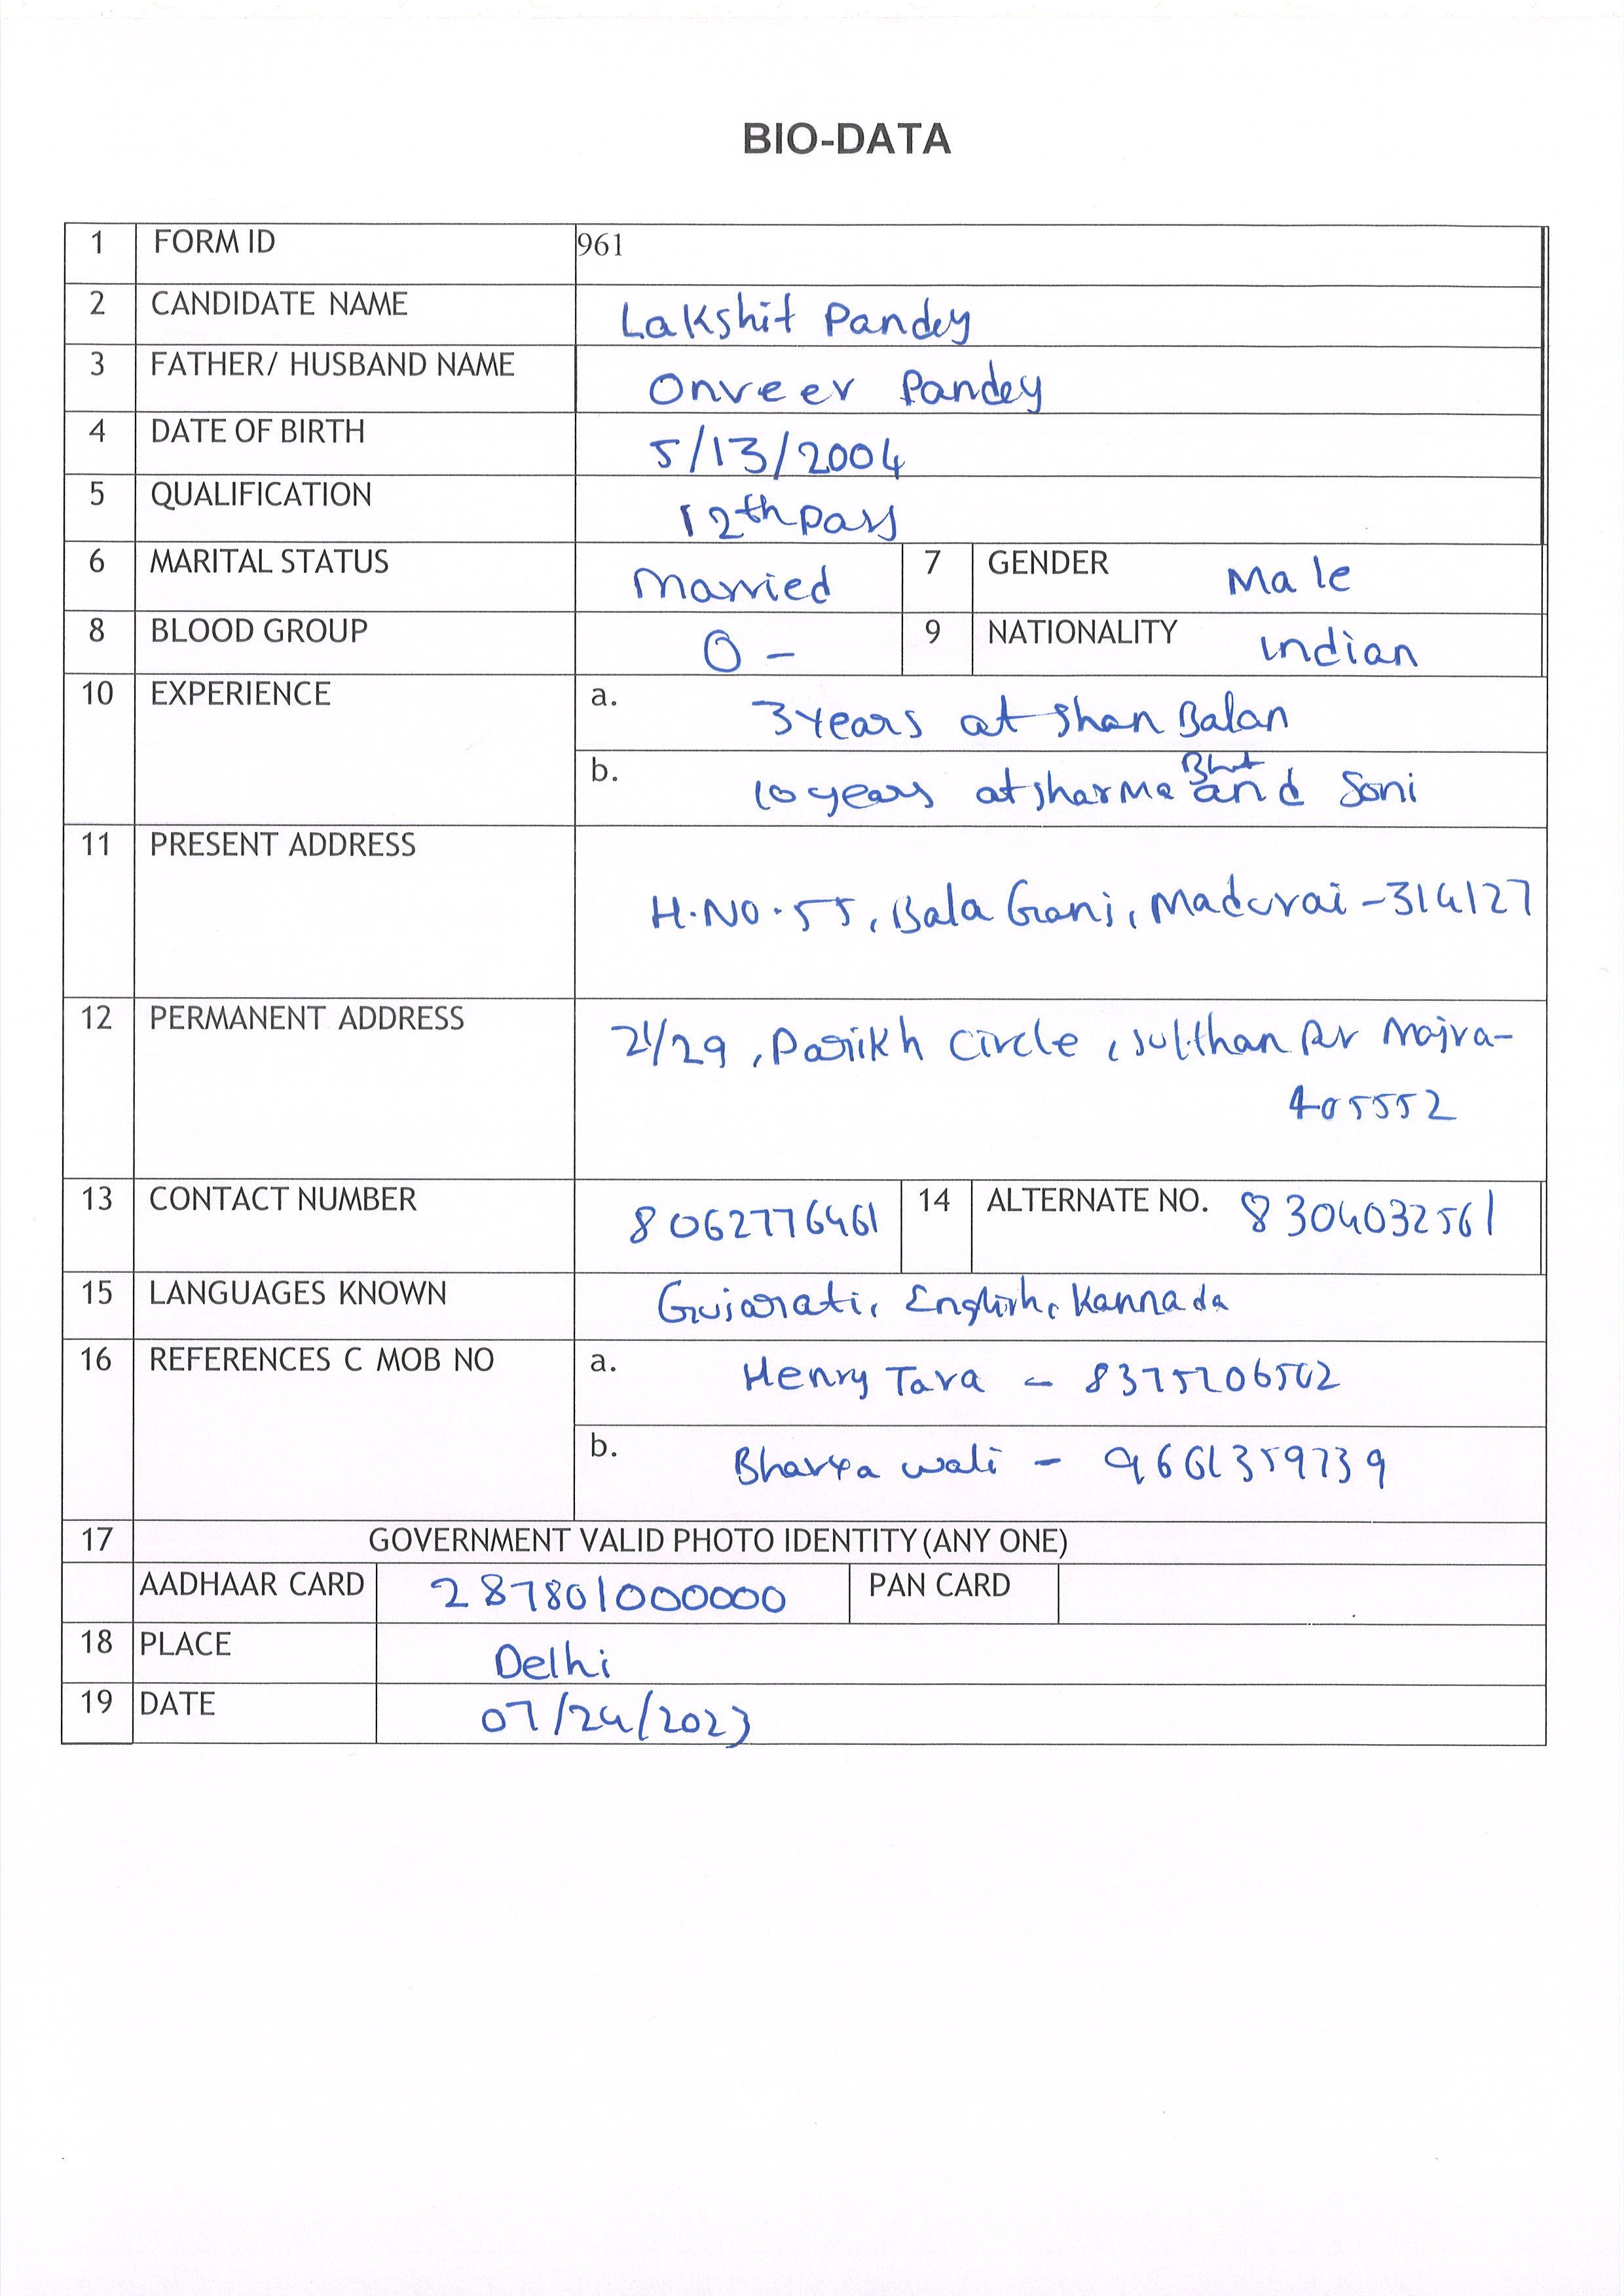 BIO-DATA
1 FORM ID 961
2 CANDIDATE NAME Lakshit Pandey
3 FATHER/ HUSBAND NAME Onveer Pandey
4 DATE OF BIRTH 5/13/2004
5 QUALIFICATION 12th pass
6 MARITAL STATUS Married 7 GENDER Male
8 BLOOD GROUP O - 9 NATIONALITY Indian
10 EXPERIENCE a. 3 years at Shan Balan
b. 10 years at Sharma Bhat and Soni
11 PRESENT ADDRESS H.NO.55, Bala Ganj, Madurai -314127
12 PERMANENT ADDRESS 21/29, Parikh Circle, Sulthan Pur Majra-
405552
13 CONTACT NUMBER 8062776461 14 ALTERNATE NO. 8304032561
15 LANGUAGES KNOWN Gujarati, English, Kannada
16 REFERENCES C MOB NO a. Henry Tara -
b. Wali -
17 GOVERNMENT VALID PHOTO IDENTITY (ANY ONE)
AADHAAR CARD 287801000000 PAN CARD
18 PLACE Delhi
19 DATE 07/24/2023